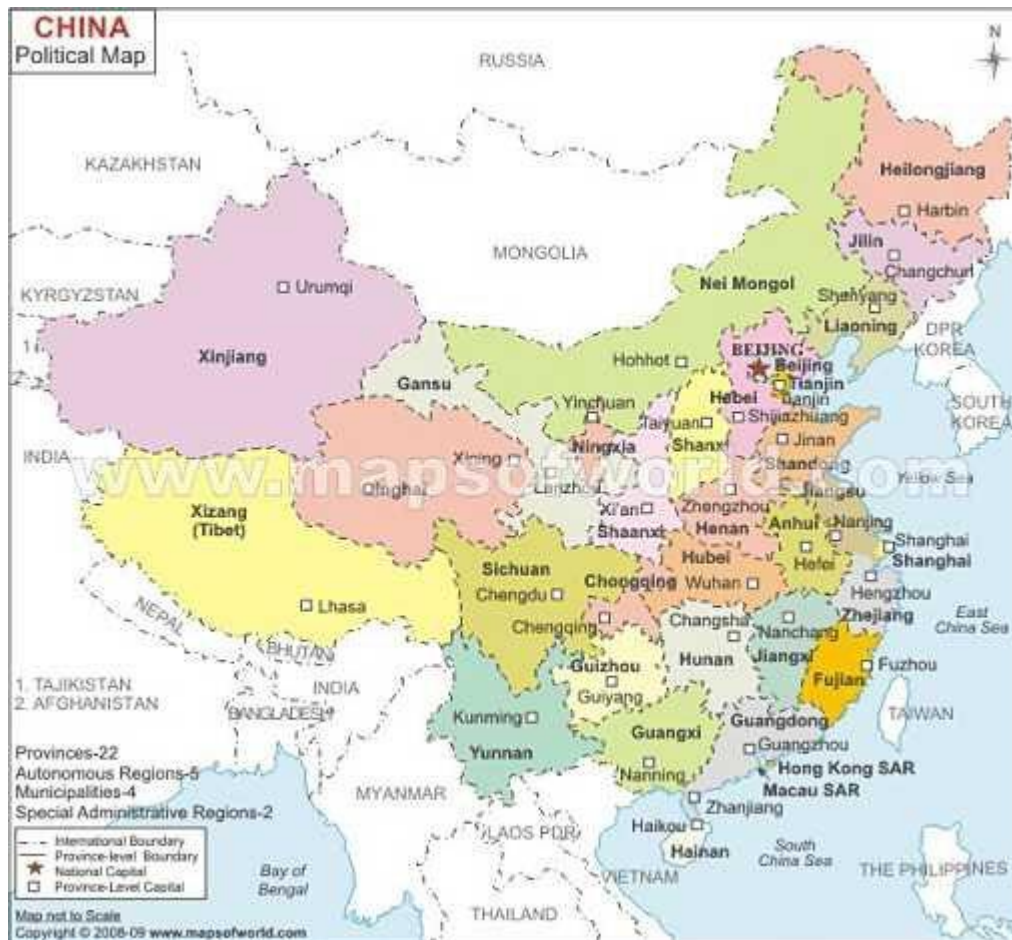 CHINA
Political Map
N
RUSSIA
KAZAKHSTAN
Heilongjiang
Harbin
MONGOLIA
Jilin
Changchun
KYRGYZSTAN
Urumqi
Nei Mongol
Shenyang
Liaoning
DPR
KOREA
1
Xinjiang
Hohhot
BEIJING
Beijing
Tianjin
Tianjin
Gansu
Hebei
Shijiazhuang
SOUTH
KOREA
Yinchuan
Taiyuan
Shanxi
Ningxia
Jinan
Shandong
INDIA
Xining
Lanzhou
www.mapsofworld.com
Yellow Sea
Qinghai
Zhengzhou
Jiangsu
Xizang
(Tibet)
Xi'an
Shaanxi
Henan
Anhui
Nanjing
Shanghai
Shanghai
Sichuan
Chengdu
Chongqing
Hubei
Wuhan
Hefei
Hengzhou
Zhejiang
East
China Sea
Lhasa
NEPAL
Chengqing
Changsha
Nanchang
BHUTAN
Guizhou
Guiyang
Hunan
Jiangxi
Fujian
Fuzhou
1. TAJIKISTAN
2. AFGHANISTAN
INDIA
BANGLADESH
Kunming
Yunnan
Guangxi
Nanning
Guangdong
Guangzhou
TAIWAN
Hong Kong SAR
Macau SAR
Provinces-22
Autonomous Regions-5
Municipalities-4
Special Administrative Regions-2
MYANMAR
Zhanjiang
LAOS PDR
Haikou
Hainan
South
China Sea
International Boundary
Province-level Boundary
National Capital
Province-Level Capital
Bay of
Bengal
VIETNAM
THE PHILIPPINES
THAILAND
Map not to Scale
Copyright © 2008-09 www.mapsofworld.com